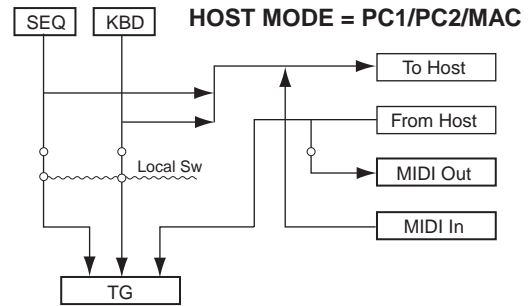 SEQ KBD HOST MODE = PC1/PC2/MAC
To Host
From Host
Local Sw
MIDI Out
MIDI In
TG